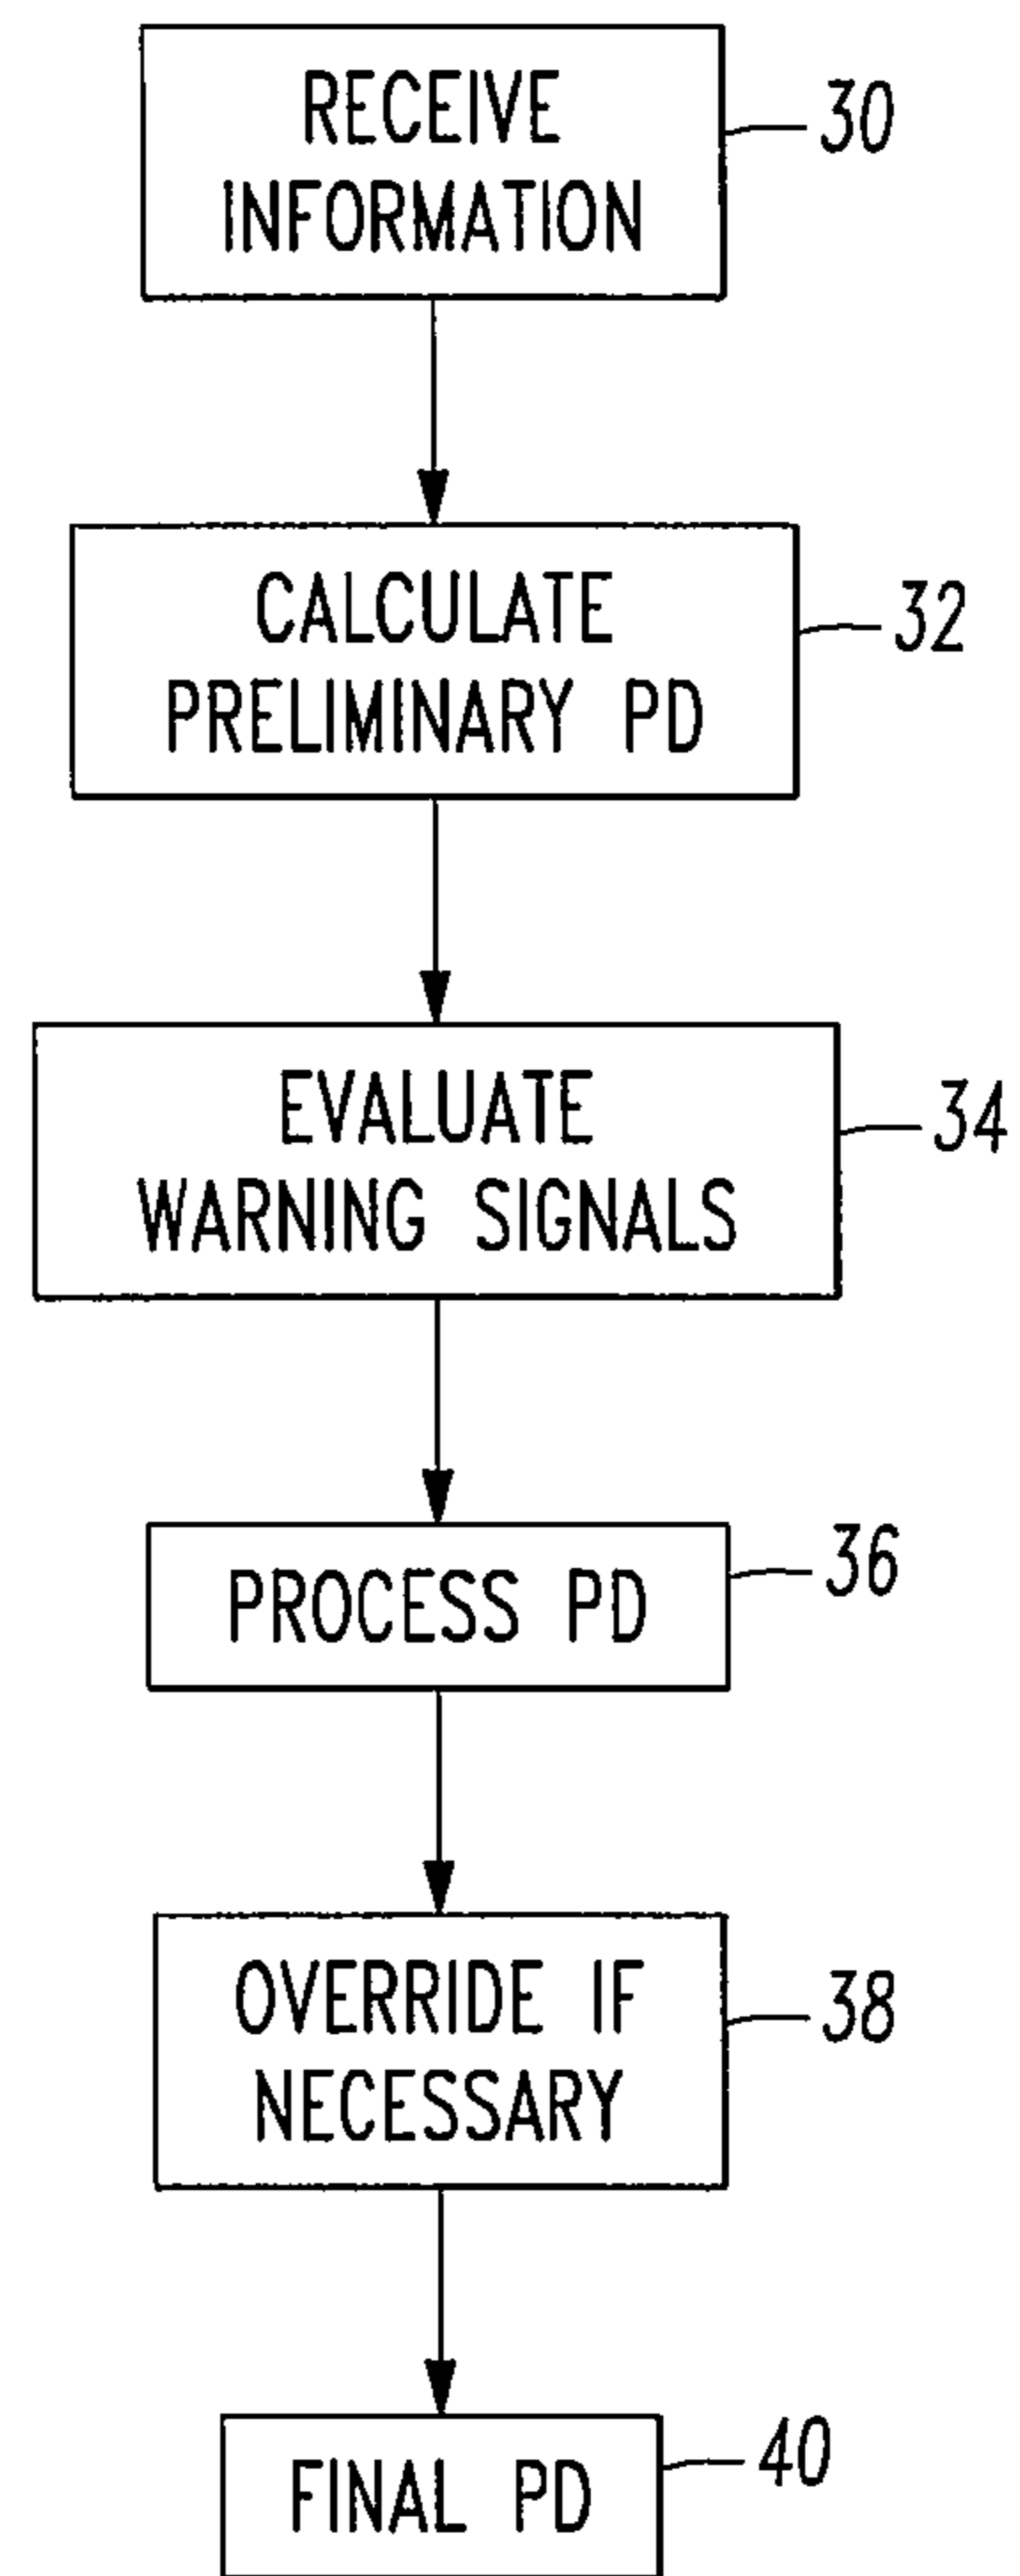 RECEIVE
INFORMATION
30
CALCULATE
PRELIMINARY PD
32
EVALUATE
WARNING SIGNALS
34
PROCESS PD
36
OVERRIDE IF
NECESSARY
38
FINAL PD
40